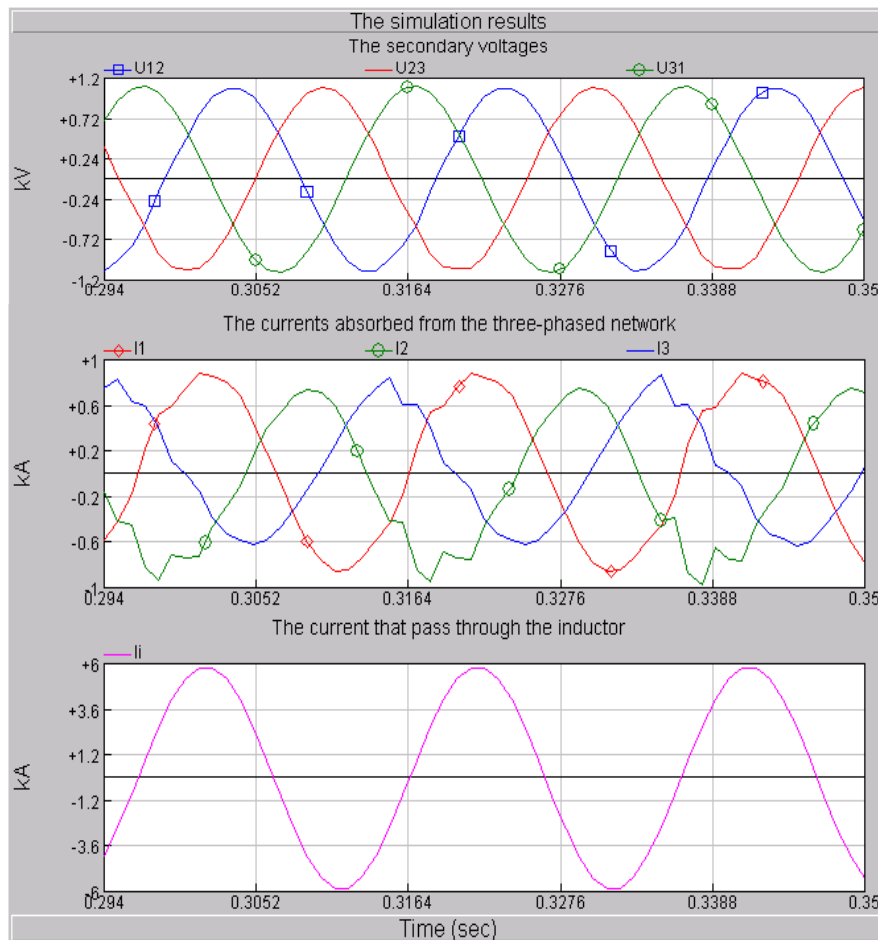 The simulation results
The secondary voltages
U12 U23 U31
+1.2
+0.72
+0.24
-0.24
-0.72
-1.2
kV
0.294 0.3052 0.3164 0.3276 0.3388 0.35
The currents absorbed from the three-phased network
I1 I2 I3
+1
+0.6
+0.2
-0.2
-0.6
-1
kA
0.294 0.3052 0.3164 0.3276 0.3388 0.35
The current that pass through the inductor
Ii
+6
+3.6
+1.2
-1.2
-3.6
-6
kA
0.294 0.3052 0.3164 0.3276 0.3388 0.35
Time (sec)